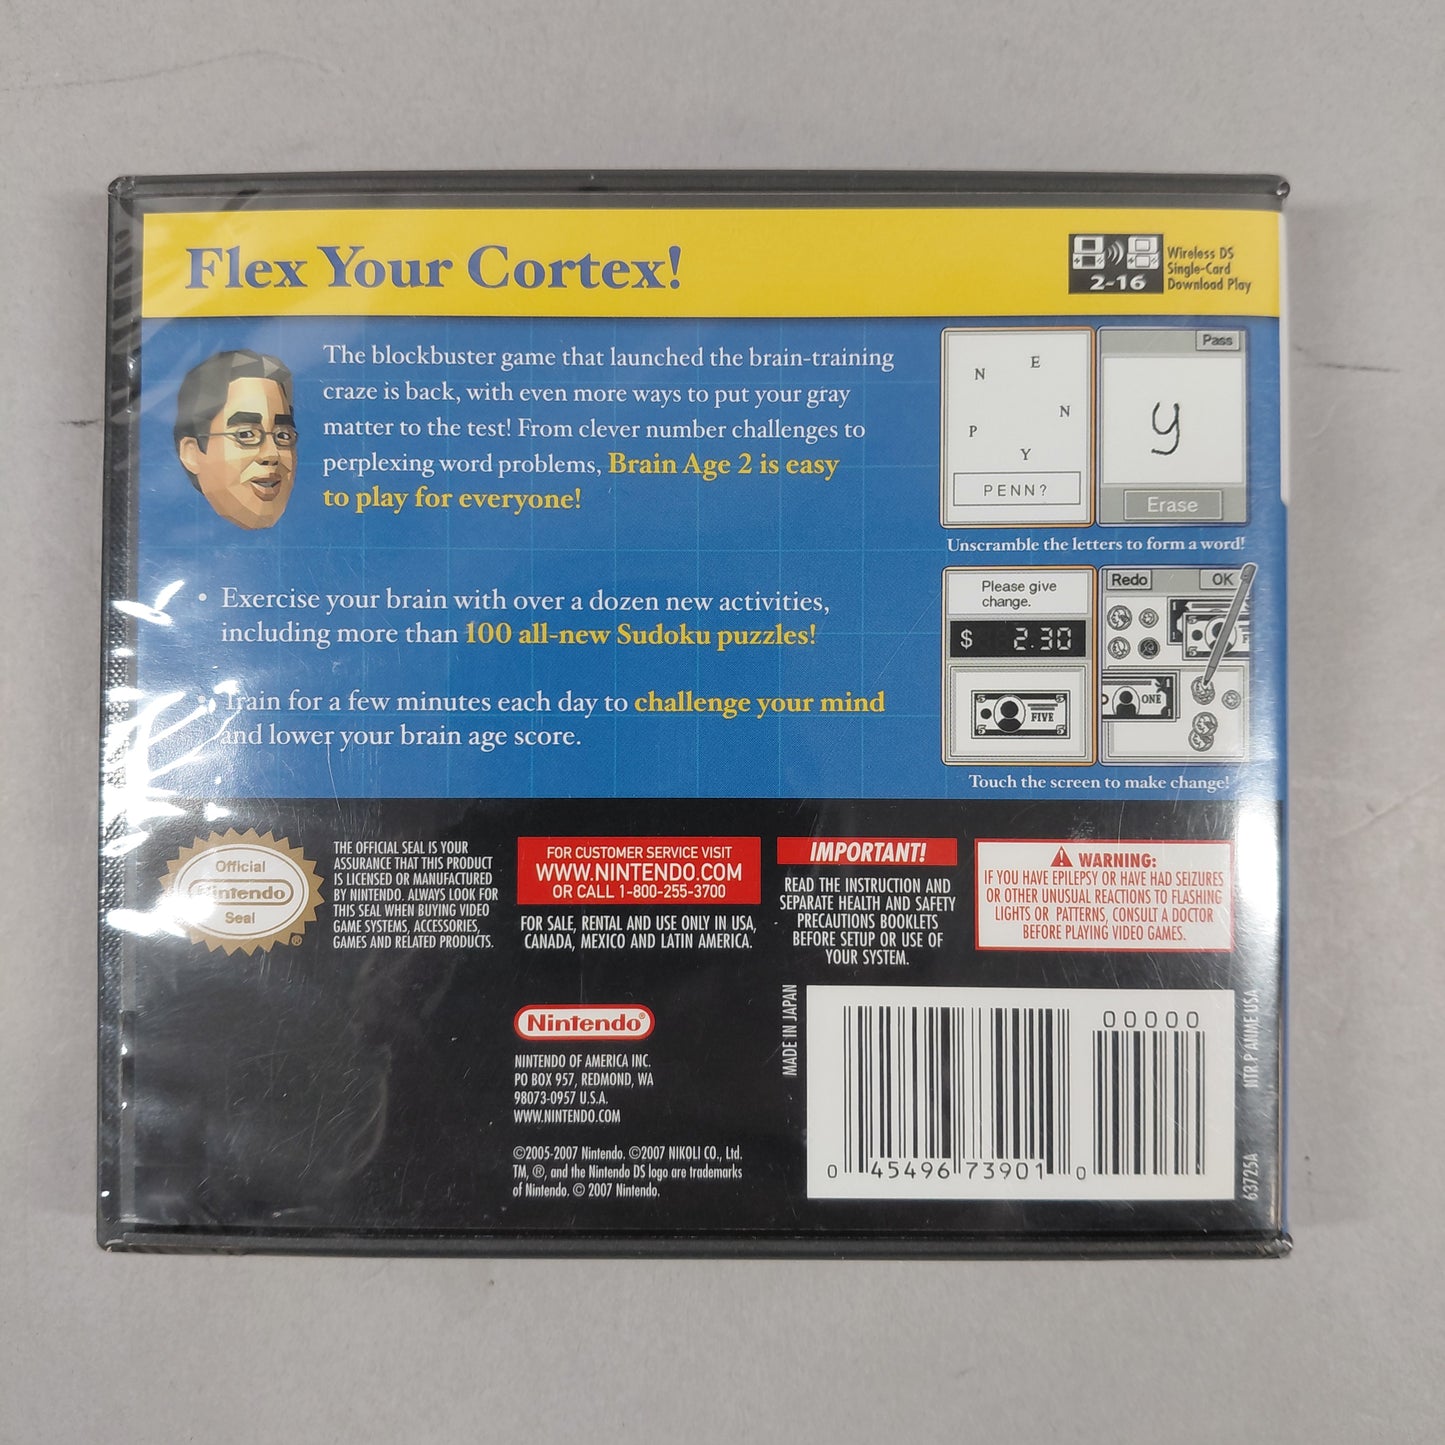 Flex Your Cortex!
2-16
Wireless DS
Single-Card
Download Play
The blockbuster game that launched the brain-training
craze is back, with even more ways to put your gray
matter to the test! From clever number challenges to
perplexing word problems, Brain Age 2 is easy
to play for everyone!
N
E
N
P
Y
PENN?
Pass
y
Erase
Unscramble the letters to form a word!
• Exercise your brain with over a dozen new activities,
including more than 100 all-new Sudoku puzzles!
• Train for a few minutes each day to challenge your mind
and lower your brain age score.
Please give
change.
$ 2.30
5 5
FIVE
5 5
Redo
OK
ONE
1
Touch the screen to make change!
Official
Nintendo
Seal
®
THE OFFICIAL SEAL IS YOUR
ASSURANCE THAT THIS PRODUCT
IS LICENSED OR MANUFACTURED
BY NINTENDO. ALWAYS LOOK FOR
THIS SEAL WHEN BUYING VIDEO
GAME SYSTEMS, ACCESSORIES,
GAMES AND RELATED PRODUCTS.
FOR CUSTOMER SERVICE VISIT
WWW.NINTENDO.COM
OR CALL 1-800-255-3700
FOR SALE, RENTAL AND USE ONLY IN USA,
CANADA, MEXICO AND LATIN AMERICA.
IMPORTANT!
READ THE INSTRUCTION AND
SEPARATE HEALTH AND SAFETY
PRECAUTIONS BOOKLETS
BEFORE SETUP OR USE OF
YOUR SYSTEM.
WARNING:
IF YOU HAVE EPILEPSY OR HAVE HAD SEIZURES
OR OTHER UNUSUAL REACTIONS TO FLASHING
LIGHTS OR PATTERNS, CONSULT A DOCTOR
BEFORE PLAYING VIDEO GAMES.
Nintendo®
NINTENDO OF AMERICA INC.
PO BOX 957, REDMOND, WA
98073-0957 U.S.A.
WWW.NINTENDO.COM
©2005-2007 Nintendo. ©2007 NIKOLI CO., Ltd.
TM, ®, and the Nintendo DS logo are trademarks
of Nintendo. © 2007 Nintendo.
MADE IN JAPAN
00000
0 45496 73901 0
63725A
NTR P ANME USA